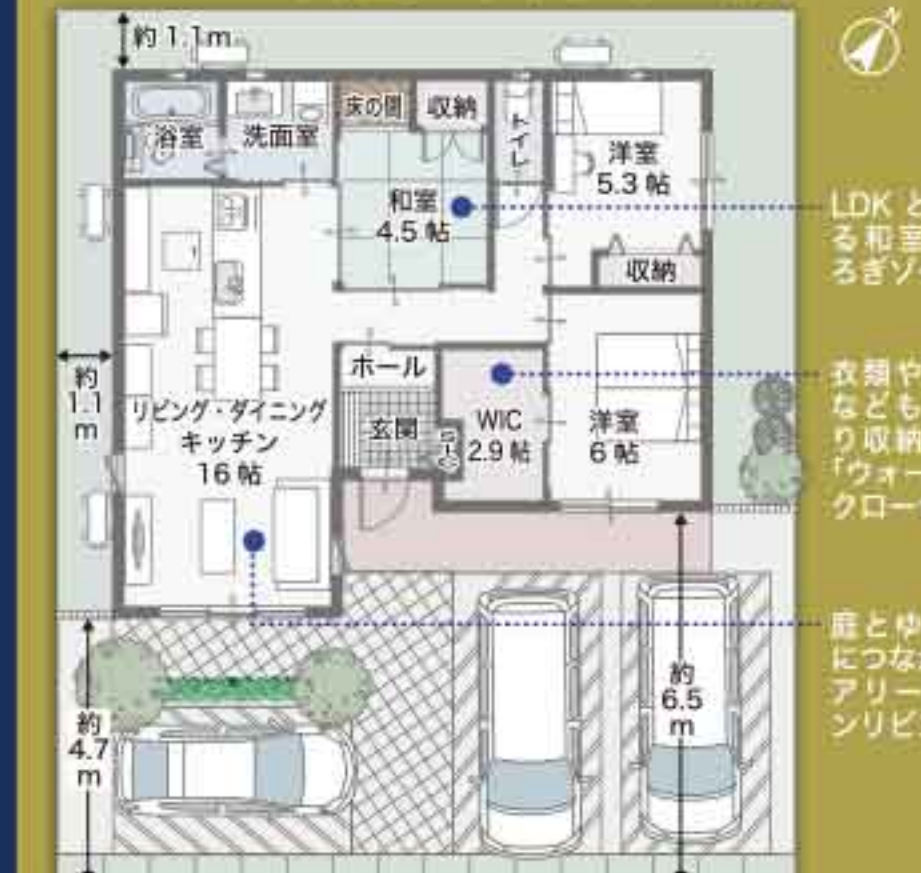 約 1.1m
N
浴室
洗面室
床の間
収納
トイレ
洋室
5.3 帖
和室
4.5 帖
LDK と
る和室
るぎソ
収納
約
1.1
m
ホール
衣類や
なども
り収納
「ウォー
クロー
リビング・ダイニング
キッチン
16 帖
玄関
WIC
2.9 帖
洋室
6 帖
庭とゆ
につな
アリー
ンリビ
約
6.5
m
約
4.7
m